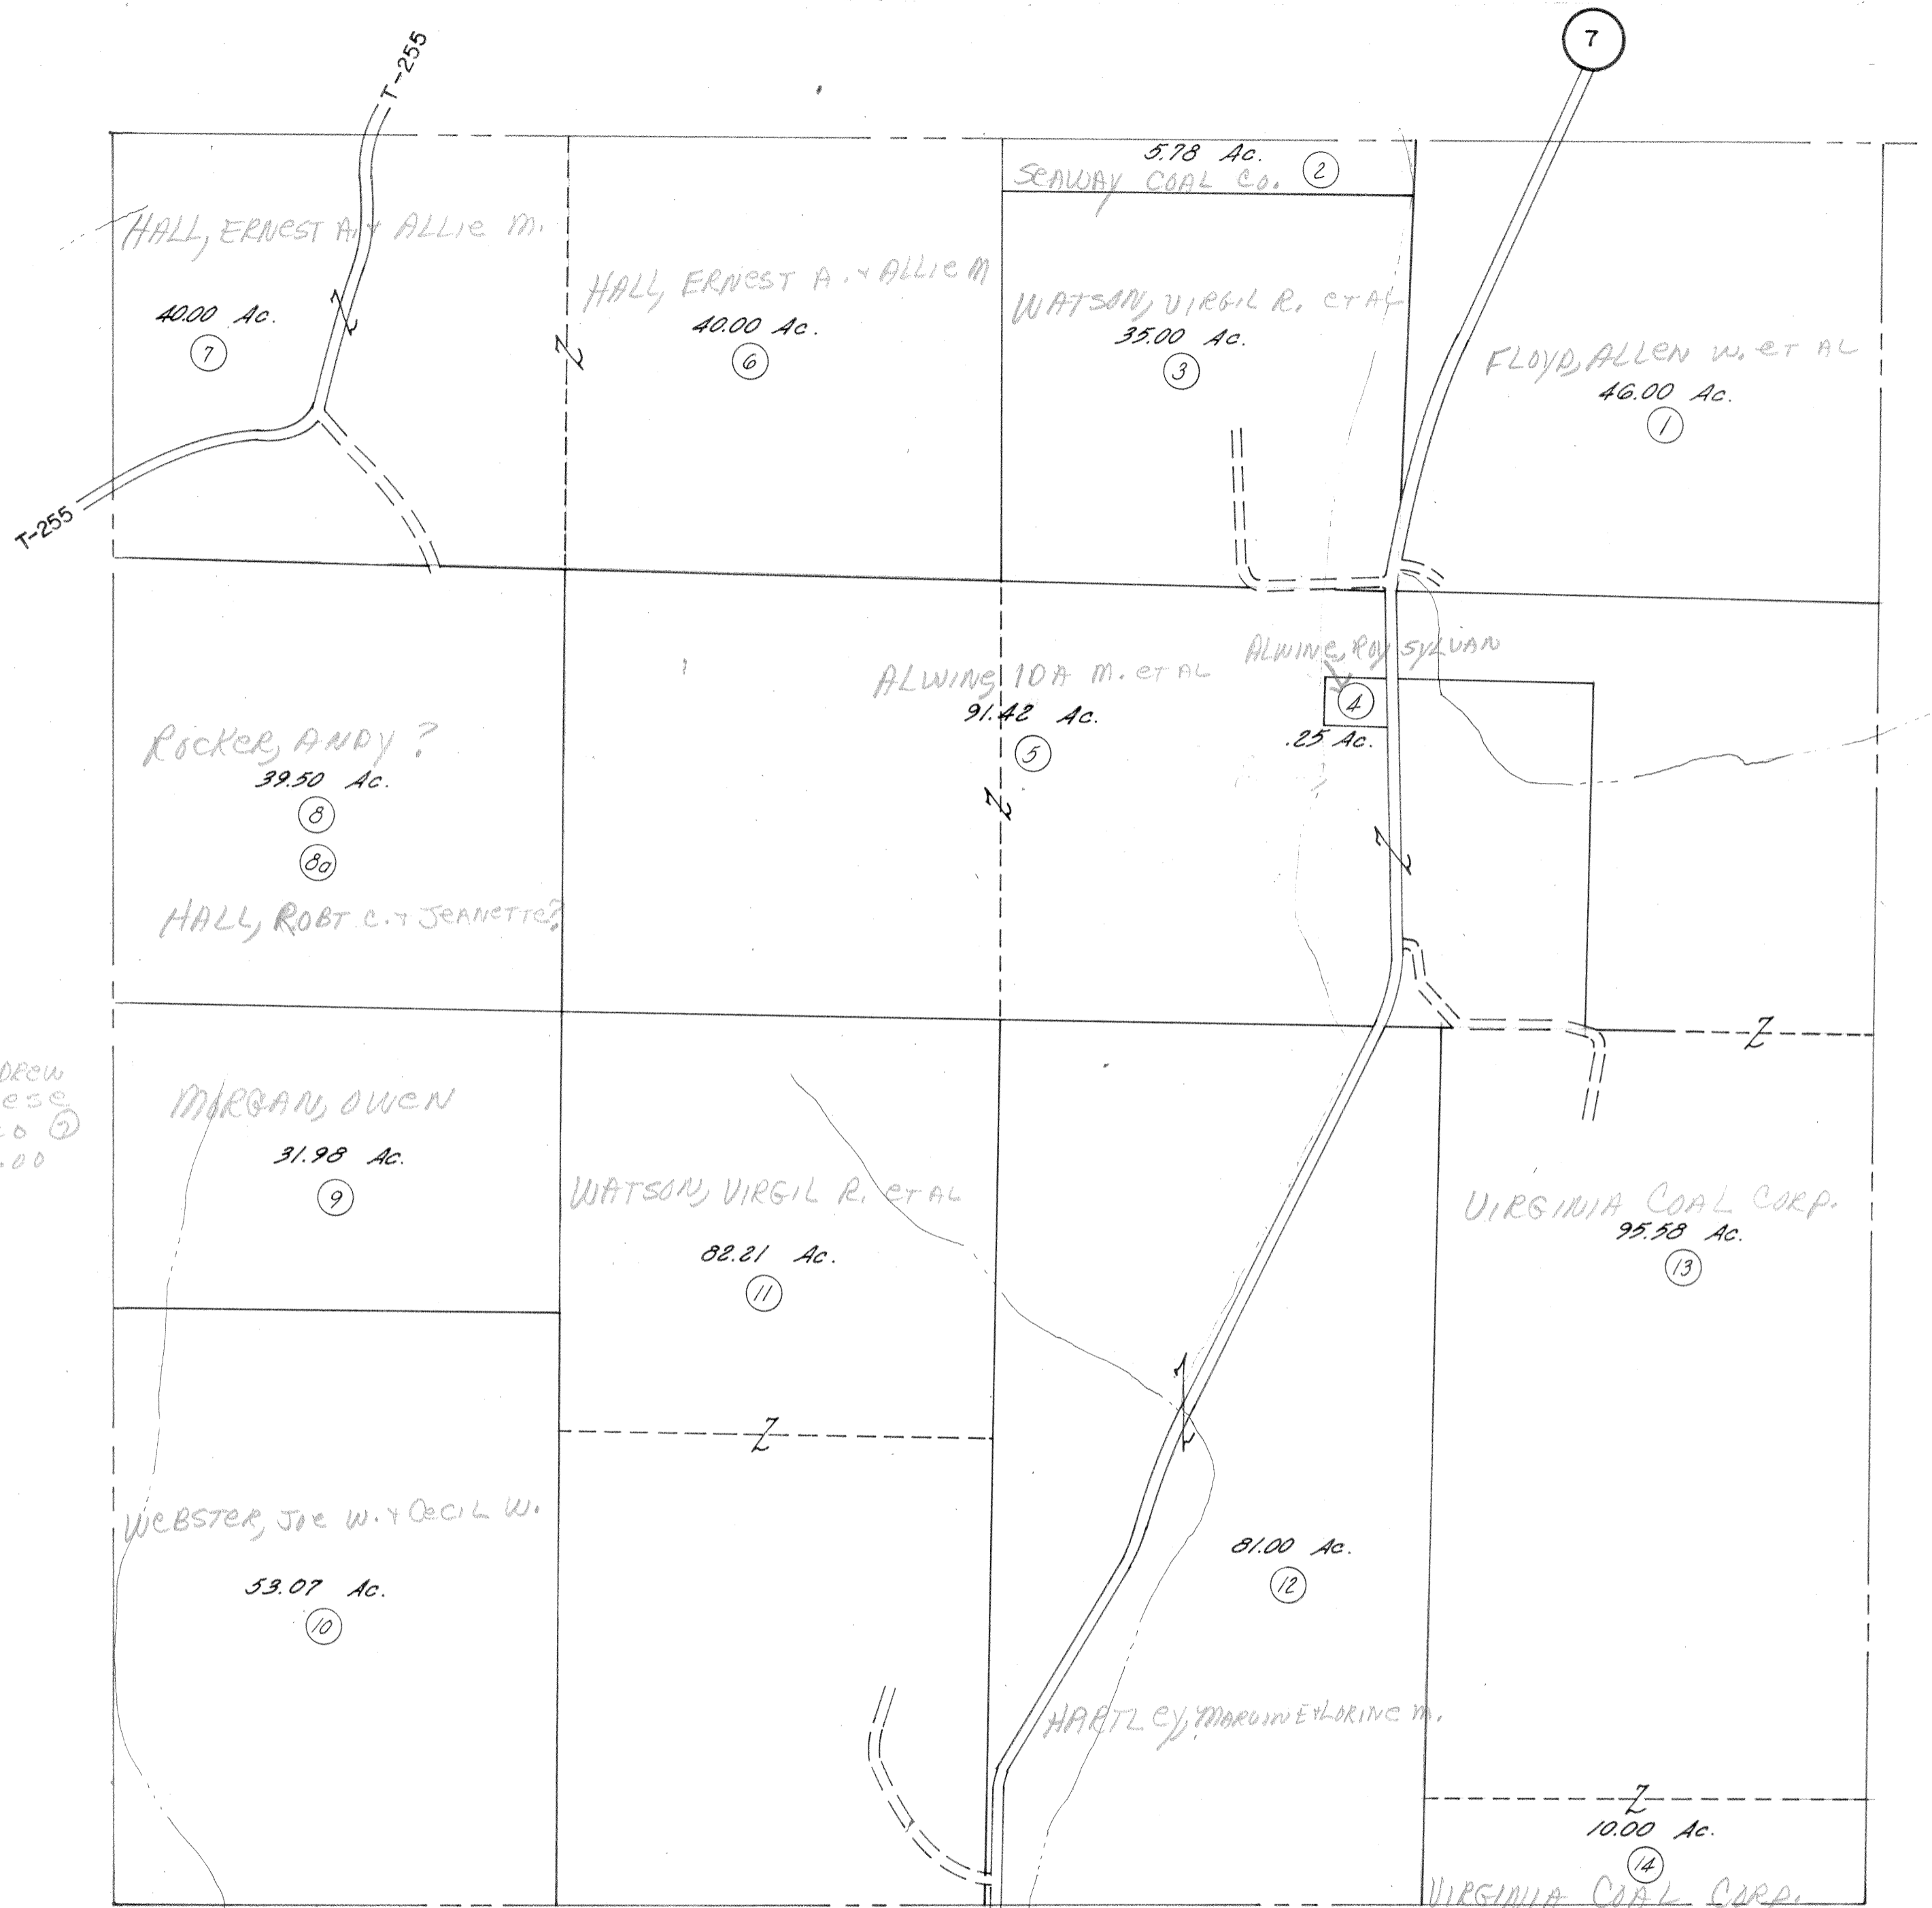 T-255
7
5.78 Ac.
SEAWAY COAL CO. 2
HALL, ERNEST A. + ALLIE M.
40.00 Ac.
7
HALL, ERNEST A. + ALLIE M
40.00 Ac.
6
WATSON, VIRGIL R. ET AL
35.00 Ac.
3
FLOYD, ALLEN W. ET AL
46.00 Ac.
1
T-255
ALWINE, ROY SYLVAN
4
.25 Ac.
ALWINE, IDA M. ET AL
91.42 Ac.
5
ROCKER, ANDY ?
39.50 Ac.
8
8a
HALL, ROBT C. + JEANETTE?
Z
Z
Z
Z
Z
MORGAN, OWEN
31.98 Ac.
9
WATSON, VIRGIL R. ET AL
82.21 Ac.
11
VIRGINIA COAL CORP.
95.58 Ac.
13
Z
Z
WEBSTER, JOE W. + CECIL W.
53.07 Ac.
10
81.00 Ac.
12
HARTLEY, MARVIN E + LORINE M.
Z
10.00 Ac.
14
VIRGINIA COAL CORP.